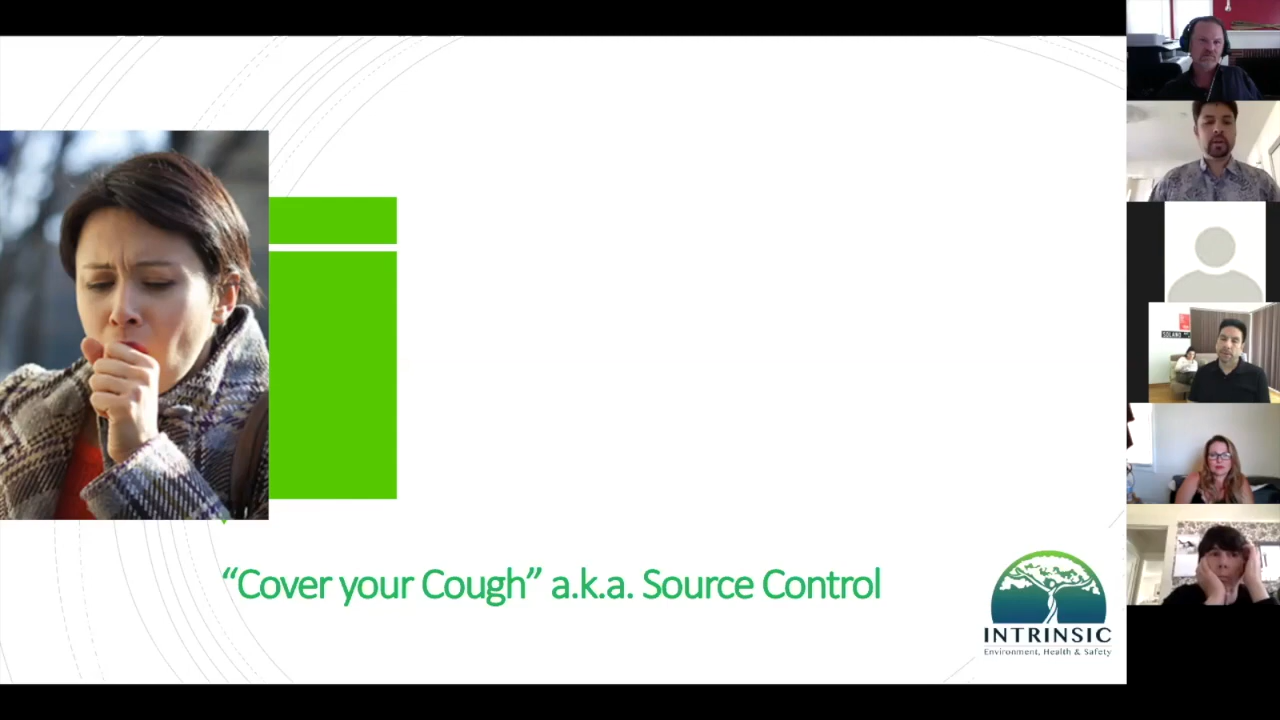 “Cover your Cough” a.k.a. Source Control
INTRINSIC
Environment, Health & Safety